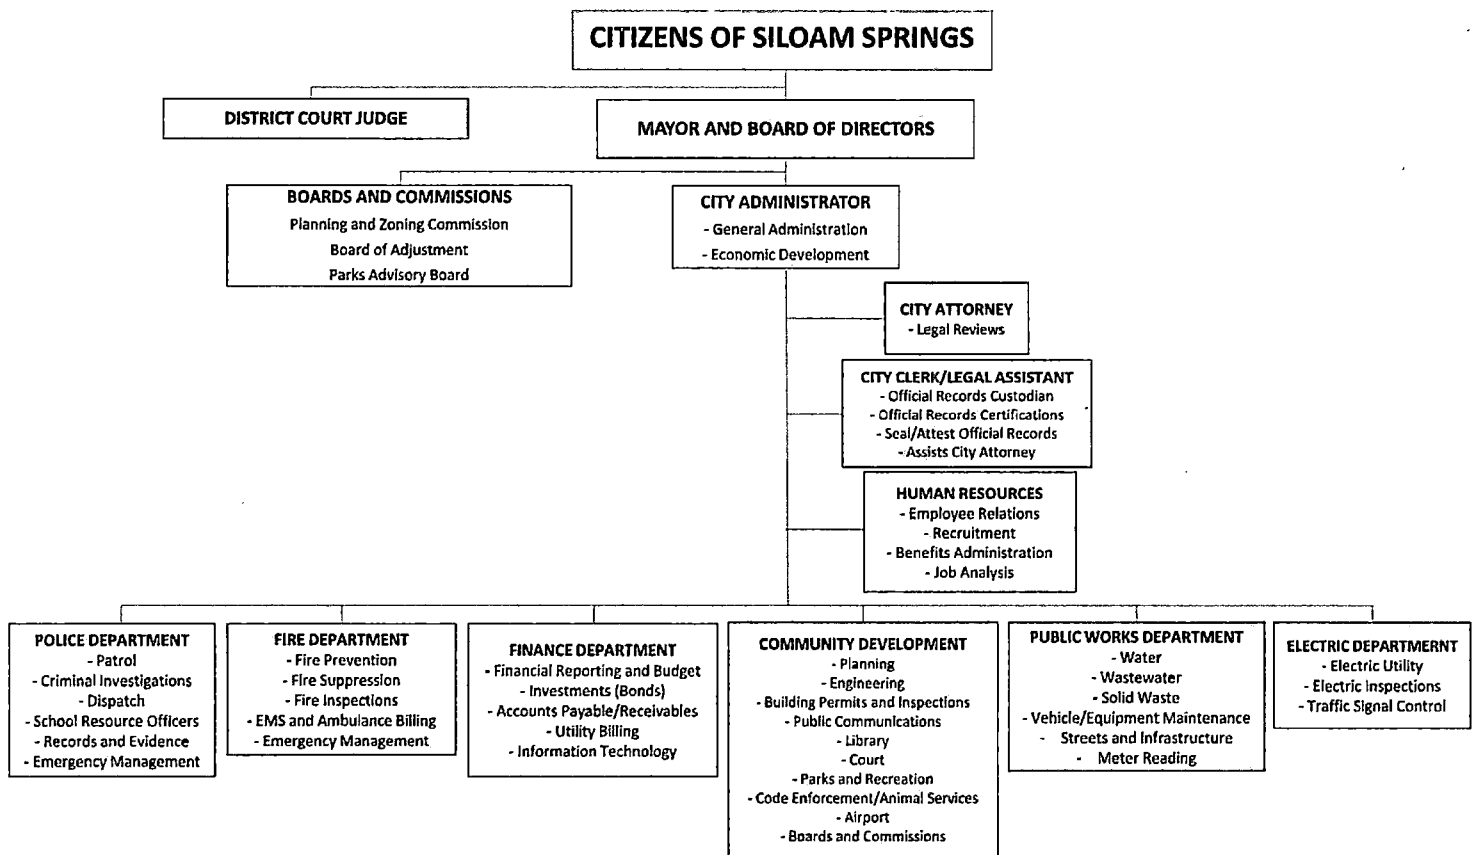 CITIZENS OF SILOAM SPRINGS
DISTRICT COURT JUDGE
MAYOR AND BOARD OF DIRECTORS
BOARDS AND COMMISSIONS
Planning and Zoning Commission
Board of Adjustment
Parks Advisory Board
CITY ADMINISTRATOR
- General Administration
- Economic Development
CITY ATTORNEY
- Legal Reviews
CITY CLERK/LEGAL ASSISTANT
- Official Records Custodian
- Official Records Certifications
- Seal/Attest Official Records
- Assists City Attorney
HUMAN RESOURCES
- Employee Relations
- Recruitment
- Benefits Administration
- Job Analysis
POLICE DEPARTMENT
- Patrol
- Criminal Investigations
- Dispatch
- School Resource Officers
- Records and Evidence
- Emergency Management
FIRE DEPARTMENT
- Fire Prevention
- Fire Suppression
- Fire Inspections
- EMS and Ambulance Billing
- Emergency Management
FINANCE DEPARTMENT
- Financial Reporting and Budget
- Investments (Bonds)
- Accounts Payable/Receivables
- Utility Billing
- Information Technology
COMMUNITY DEVELOPMENT
- Planning
- Engineering
- Building Permits and Inspections
- Public Communications
- Library
- Court
- Parks and Recreation
- Code Enforcement/Animal Services
- Airport
- Boards and Commissions
PUBLIC WORKS DEPARTMENT
- Water
- Wastewater
- Solid Waste
- Vehicle/Equipment Maintenance
- Streets and Infrastructure
- Meter Reading
ELECTRIC DEPARTMERNT
- Electric Utility
- Electric Inspections
- Traffic Signal Control